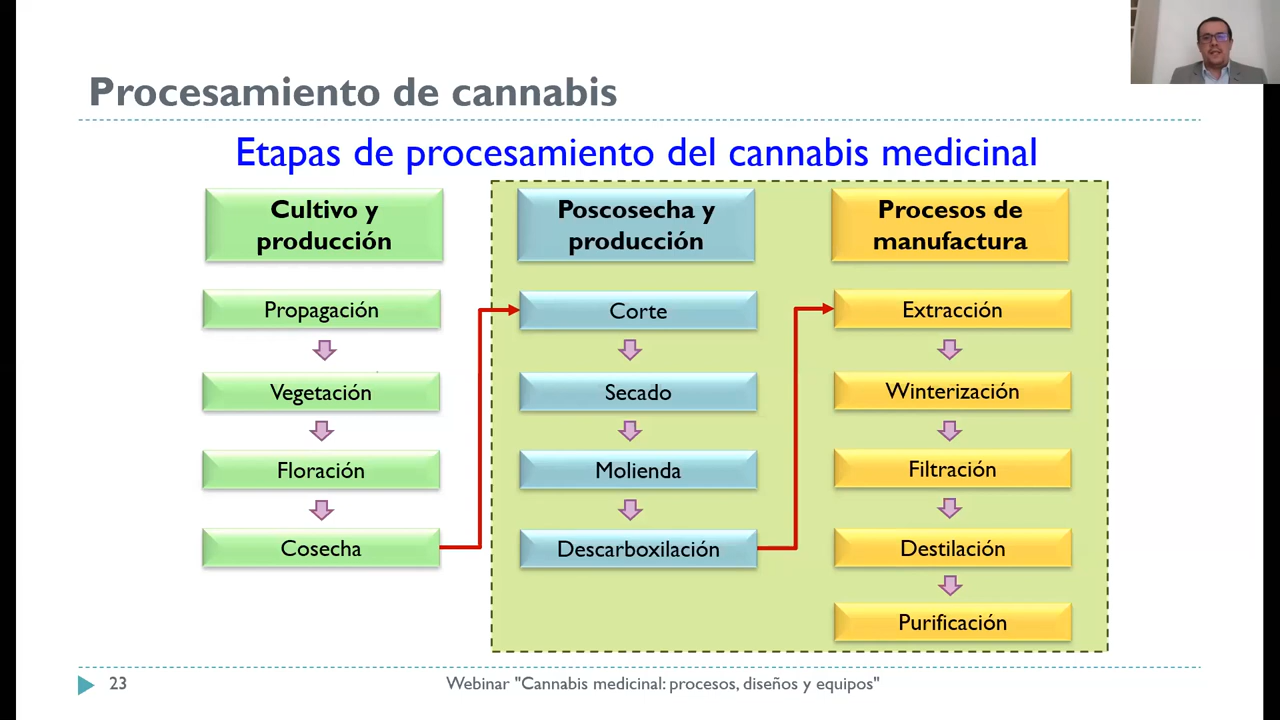 Procesamiento de cannabis
Etapas de procesamiento del cannabis medicinal
Cultivo y
producción
Propagación
Vegetación
Floración
Cosecha
Poscosecha y
producción
Corte
Secado
Molienda
Descarboxilación
Procesos de
manufactura
Extracción
Winterización
Filtración
Destilación
Purificación
23
Webinar "Cannabis medicinal: procesos, diseños y equipos"